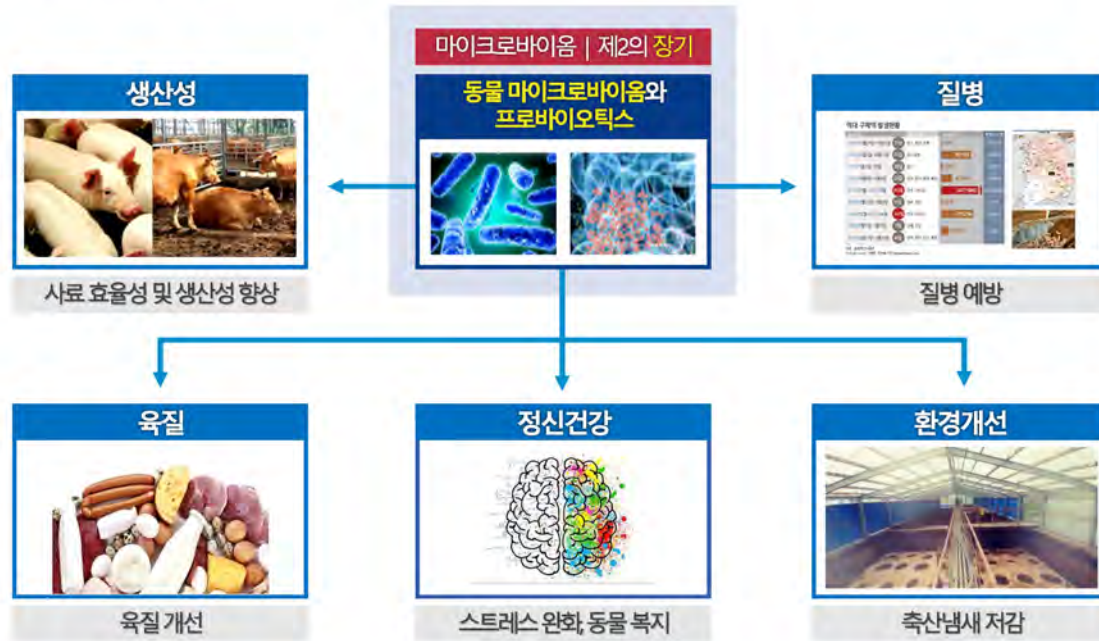 마이크로바이옴 | 제2의 장기
동물 마이크로바이옴와
프로바이오틱스
생산성
사료 효율성 및 생산성 향상
질병
질병 예방
육질
육질 개선
정신건강
스트레스 완화, 동물 복지
환경개선
축산냄새 저감